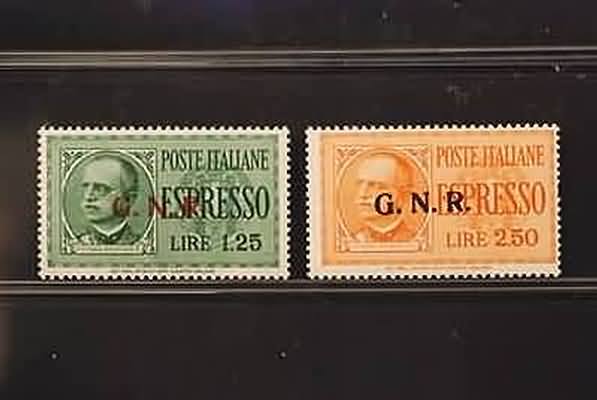 POSTE ITALIANE
G. N. R.
ESPRESSO
LIRE 1.25
POSTE ITALIANE
G. N. R.
ESPRESSO
LIRE 2.50